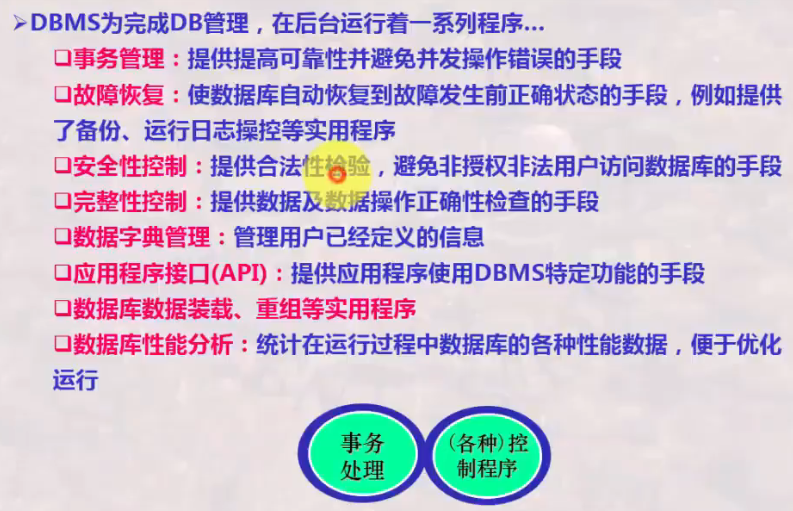 ➢DBMS为完成DB管理，在后台运行着一系列程序…
❑事务管理：提供提高可靠性并避免并发操作错误的手段
❑故障恢复：使数据库自动恢复到故障发生前正确状态的手段，例如提供
了备份、运行日志操控等实用程序
❑安全性控制：提供合法性检验，避免非授权非法用户访问数据库的手段
❑完整性控制：提供数据及数据操作正确性检查的手段
❑数据字典管理：管理用户已经定义的信息
❑应用程序接口(API)：提供应用程序使用DBMS特定功能的手段
❑数据库数据装载、重组等实用程序
❑数据库性能分析：统计在运行过程中数据库的各种性能数据，便于优化
运行
事务
处理
(各种)控
制程序